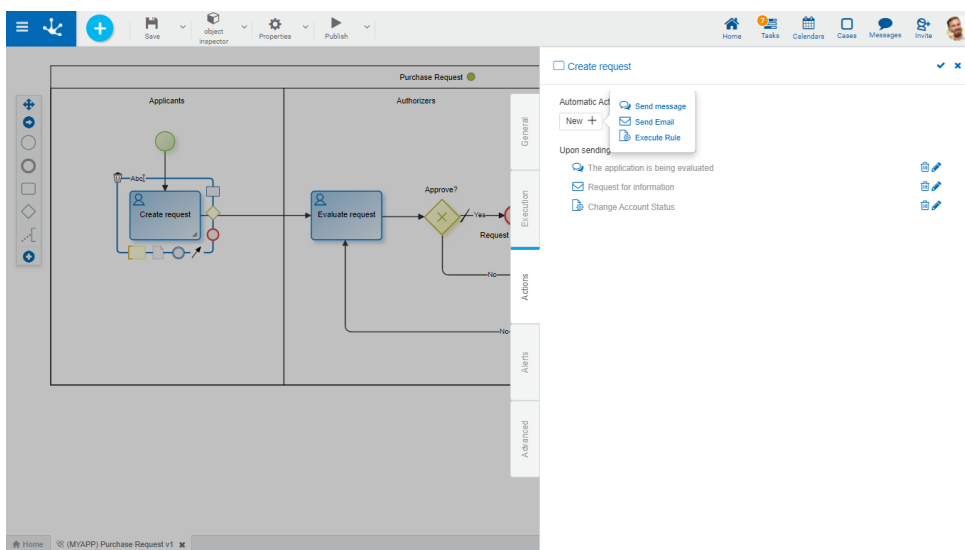 Save
object
inspector
Properties
Publish
Home
7
Tasks
Calendars
Cases
Messages
Invite
Purchase Request
Applicants
Authorizers
Abc
Create request
Evaluate request
Approve?
Yes
Request
No
No
General
Execution
Actions
Alerts
Advanced
Create request
Automatic Act
New +
Send message
Send Email
Execute Rule
Upon sending
The application is being evaluated
Request for information
Change Account Status
Home
(MYAPP) Purchase Request v1